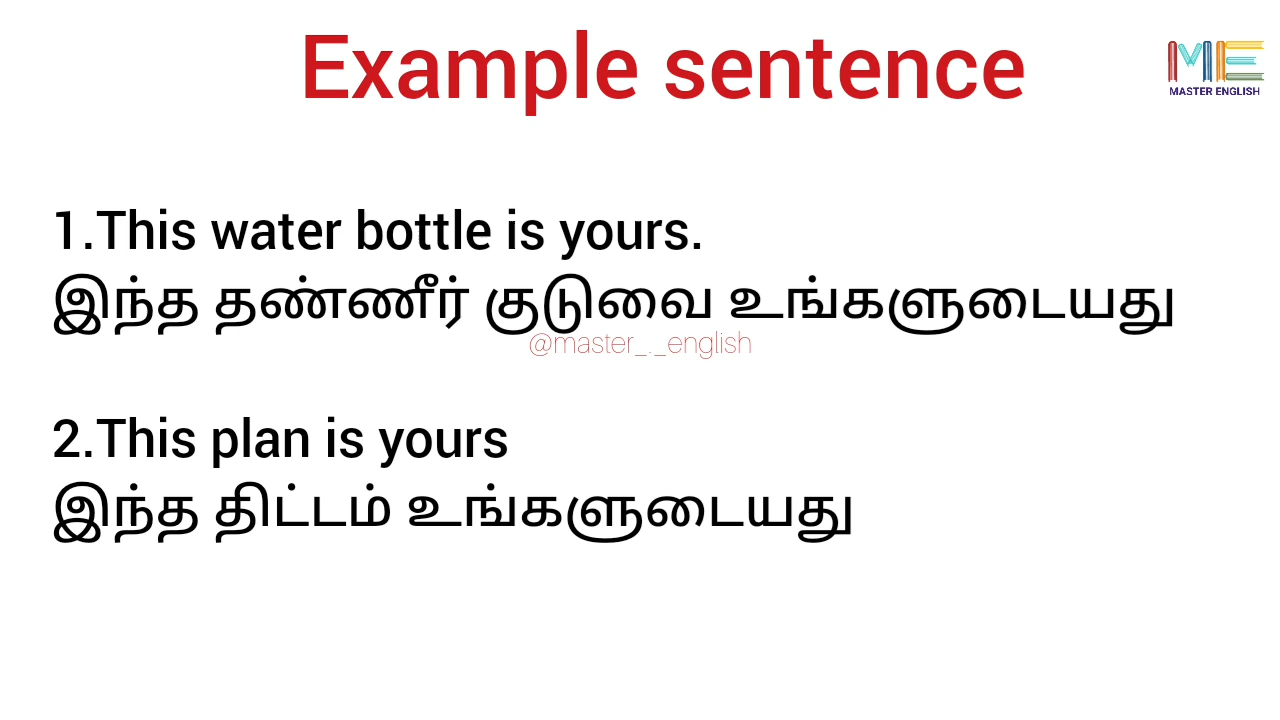 Example sentence
ME
MASTER ENGLISH
1.This water bottle is yours.
இந்த தண்ணீர் குடுவை உங்களுடையது
@master_._english
2.This plan is yours
இந்த திட்டம் உங்களுடையது